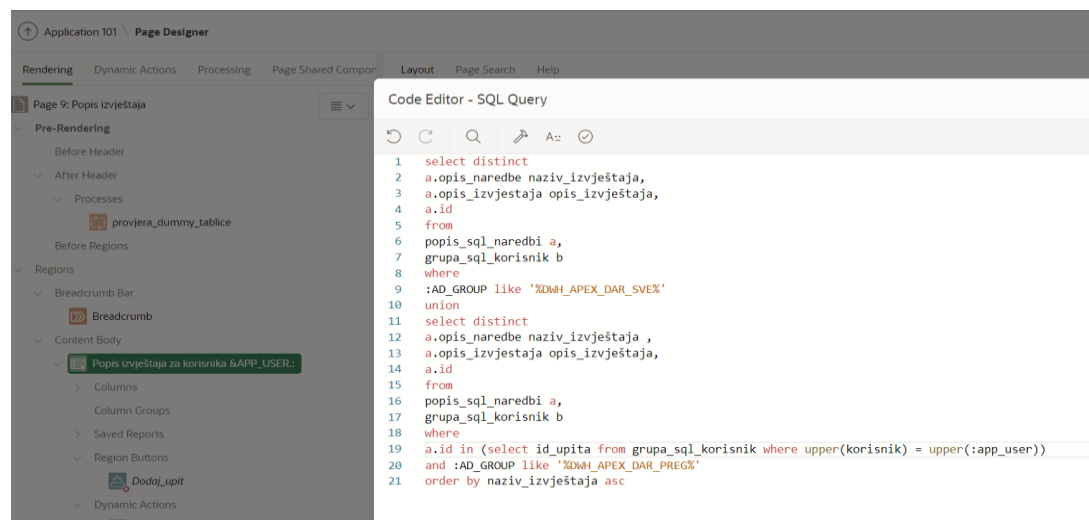 Application 101 \ Page Designer
Rendering Dynamic Actions Processing Page Shared Compor
Layout Page Search Help
Page 9: Popis izvještaja
Pre-Rendering
Before Header
After Header
Processes
provjera_dummy_tablice
Before Regions
Regions
Breadcrumb Bar
Breadcrumb
Content Body
Popis izvještaja za korisnika &APP_USER.:
Columns
Column Groups
Saved Reports
Region Buttons
Dodaj_upit
Dynamic Actions
Code Editor - SQL Query
1 select distinct
2 a.opis_naredbe naziv_izvještaja,
3 a.opis_izvjestaja opis_izvještaja,
4 a.id
5 from
6 popis_sql_naredbi a,
7 grupa_sql_korisnik b
8 where
9 :AD_GROUP like '%DWH_APEX_DAR_SVE%'
10 union
11 select distinct
12 a.opis_naredbe naziv_izvještaja ,
13 a.opis_izvjestaja opis_izvještaja,
14 a.id
15 from
16 popis_sql_naredbi a,
17 grupa_sql_korisnik b
18 where
19 a.id in (select id_upita from grupa_sql_korisnik where upper(korisnik) = upper(:app_user))
20 and :AD_GROUP like '%DWH_APEX_DAR_PREG%'
21 order by naziv_izvještaja asc